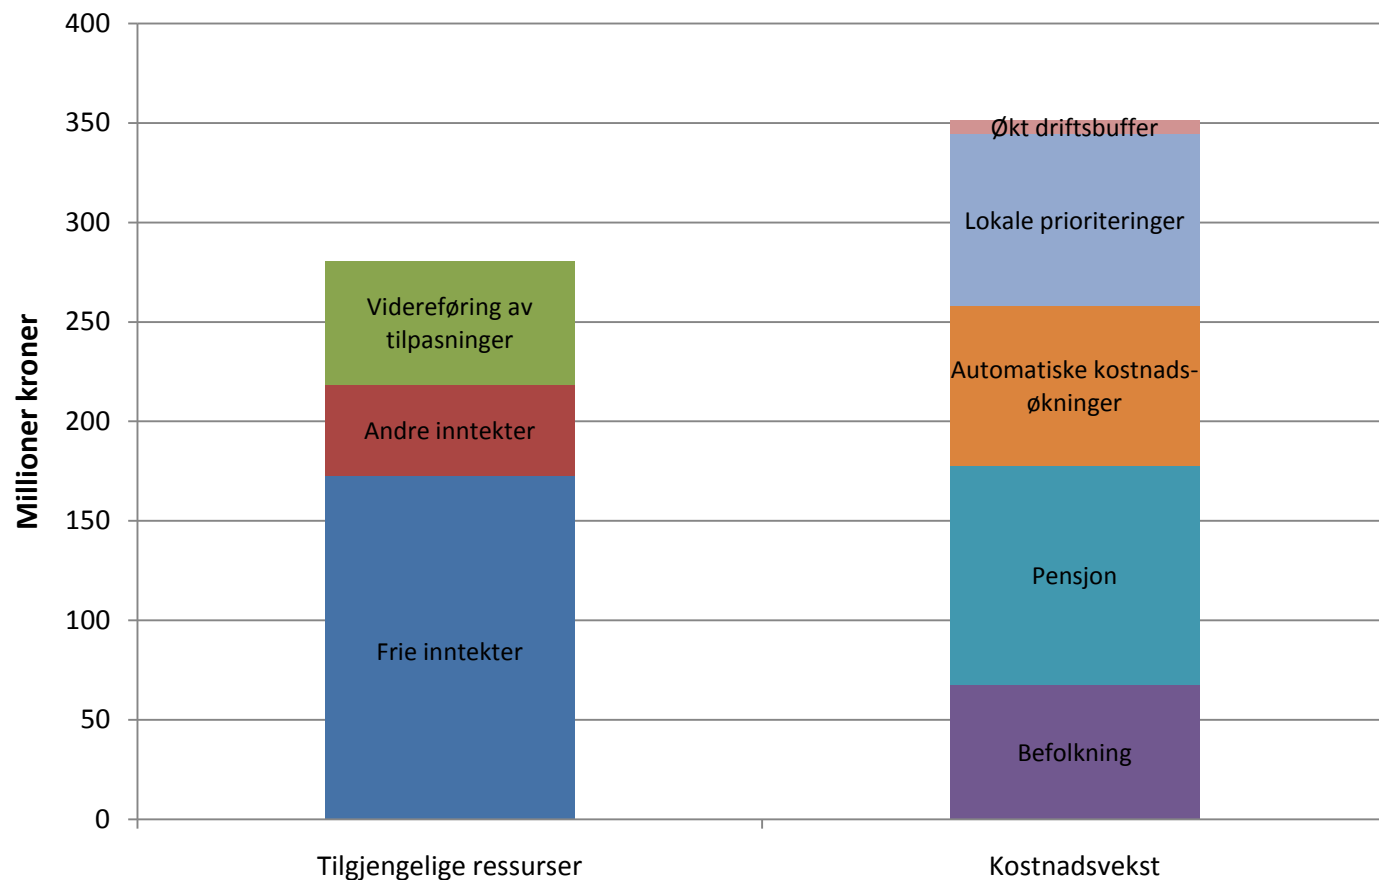 400
350
300
250
200
150
100
50
0
Millioner kroner
Videreføring av
tilpasninger
Andre inntekter
Frie inntekter
Økt driftsbuffer
Lokale prioriteringer
Automatiske kostnads-
økninger
Pensjon
Befolkning
Tilgjengelige ressurser
Kostnadsvekst